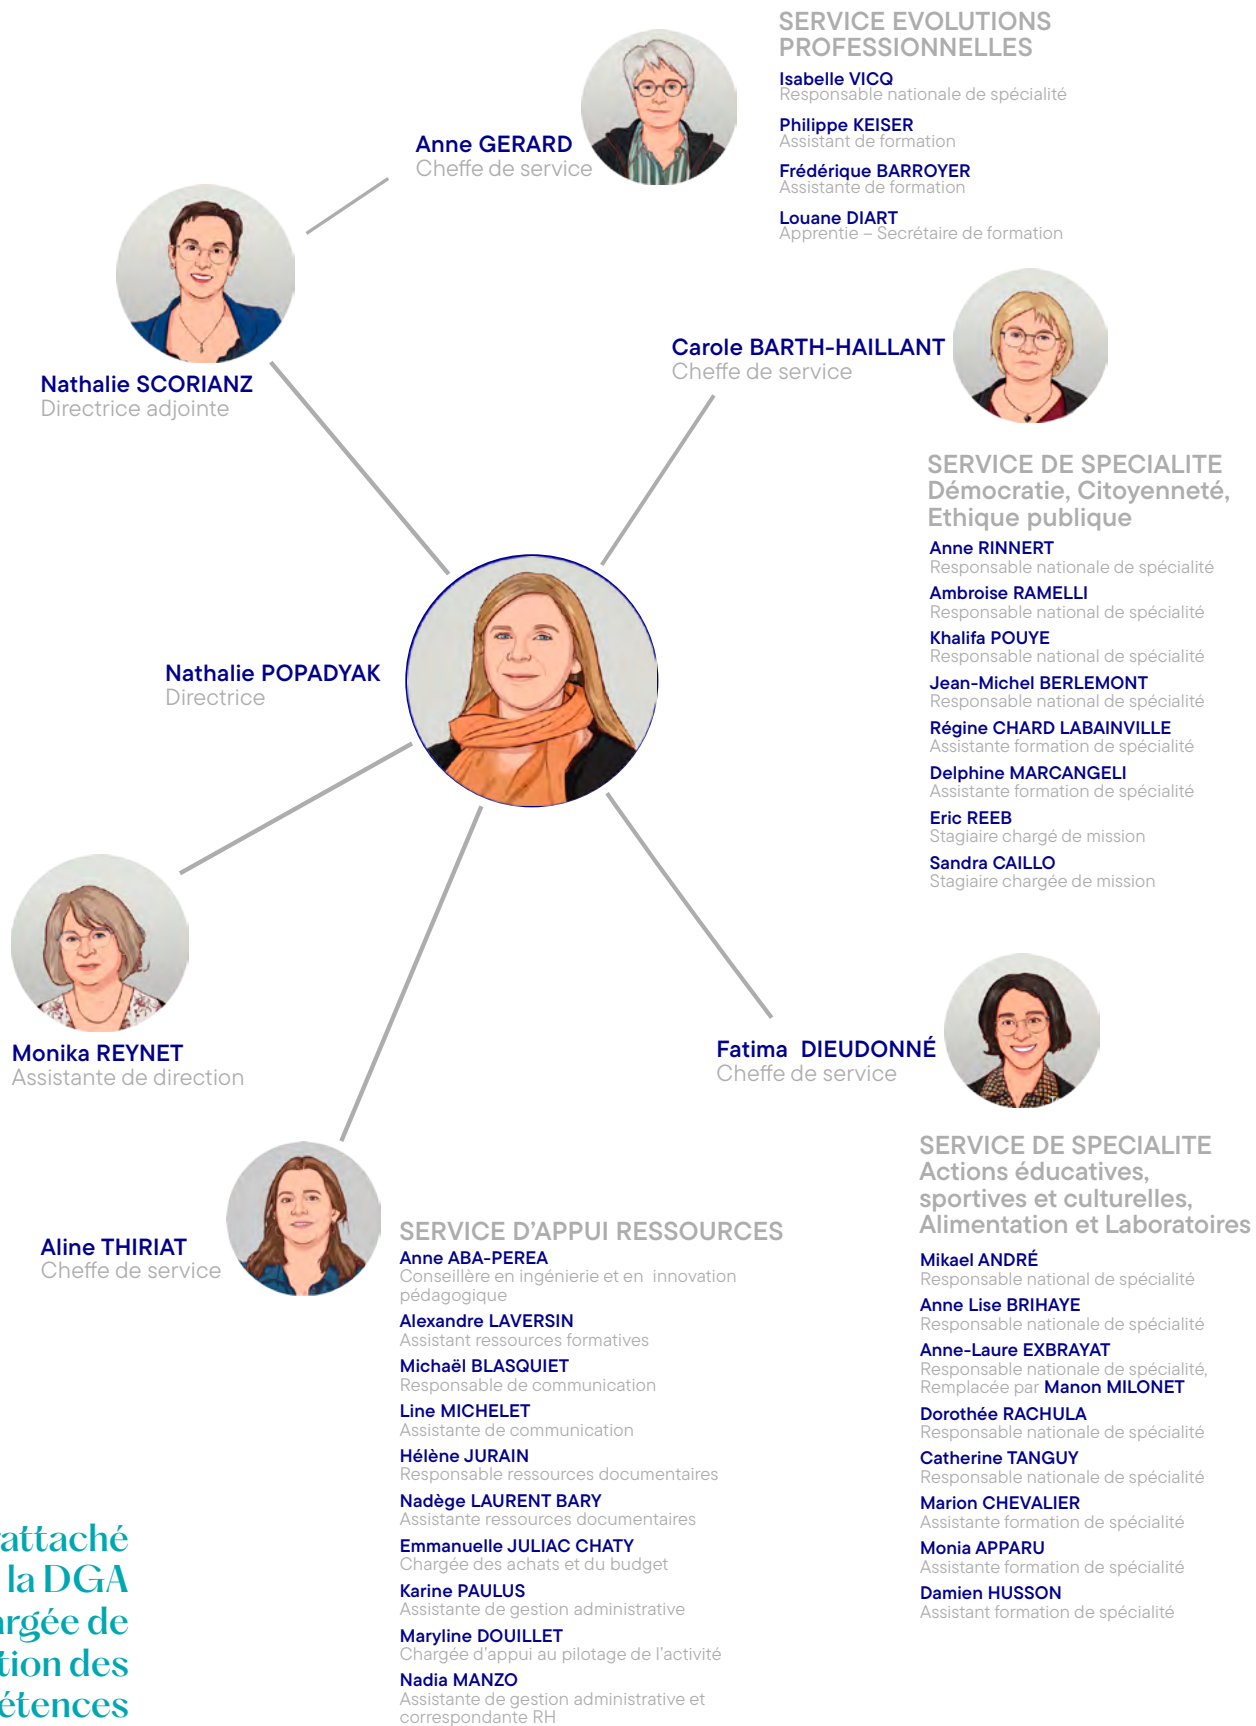 SERVICE EVOLUTIONS
PROFESSIONNELLES
Isabelle VICQ
Responsable nationale de spécialité
Philippe KEISER
Assistant de formation
Frédérique BARROYER
Assistante de formation
Louane DIART
Apprentie – Secrétaire de formation
Anne GERARD
Cheffe de service
Nathalie SCORIANZ
Directrice adjointe
Carole BARTH-HAILLANT
Cheffe de service
SERVICE DE SPECIALITE
Démocratie, Citoyenneté,
Ethique publique
Anne RINNERT
Responsable nationale de spécialité
Ambroise RAMELLI
Responsable national de spécialité
Khalifa POUYE
Responsable national de spécialité
Jean-Michel BERLEMONT
Responsable national de spécialité
Régine CHARD LABAINVILLE
Assistante formation de spécialité
Delphine MARCANGELI
Assistante formation de spécialité
Eric REEB
Stagiaire chargé de mission
Sandra CAILLO
Stagiaire chargée de mission
Nathalie POPADYAK
Directrice
Monika REYNET
Assistante de direction
Fatima DIEUDONNÉ
Cheffe de service
SERVICE DE SPECIALITE
Actions éducatives,
sportives et culturelles,
Alimentation et Laboratoires
Mikael ANDRÉ
Responsable national de spécialité
Anne Lise BRIHAYE
Responsable nationale de spécialité
Anne-Laure EXBRAYAT
Responsable nationale de spécialité,
Remplacée par Manon MILONET
Dorothée RACHULA
Responsable nationale de spécialité
Catherine TANGUY
Responsable nationale de spécialité
Marion CHEVALIER
Assistante formation de spécialité
Monia APPARU
Assistante formation de spécialité
Damien HUSSON
Assistant formation de spécialité
Aline THIRIAT
Cheffe de service
SERVICE D'APPUI RESSOURCES
Anne ABA-PEREA
Conseillère en ingénierie et en innovation
pédagogique
Alexandre LAVERSIN
Assistant ressources formatives
Michaël BLASQUIET
Responsable de communication
Line MICHELET
Assistante de communication
Hélène JURAIN
Responsable ressources documentaires
Nadège LAURENT BARY
Assistante ressources documentaires
Emmanuelle JULIAC CHATY
Chargée des achats et du budget
Karine PAULUS
Assistante de gestion administrative
Maryline DOUILLET
Chargée d'appui au pilotage de l'activité
Nadia MANZO
Assistante de gestion administrative et
correspondante RH
attaché
la DGA
argée de
tion des
étences